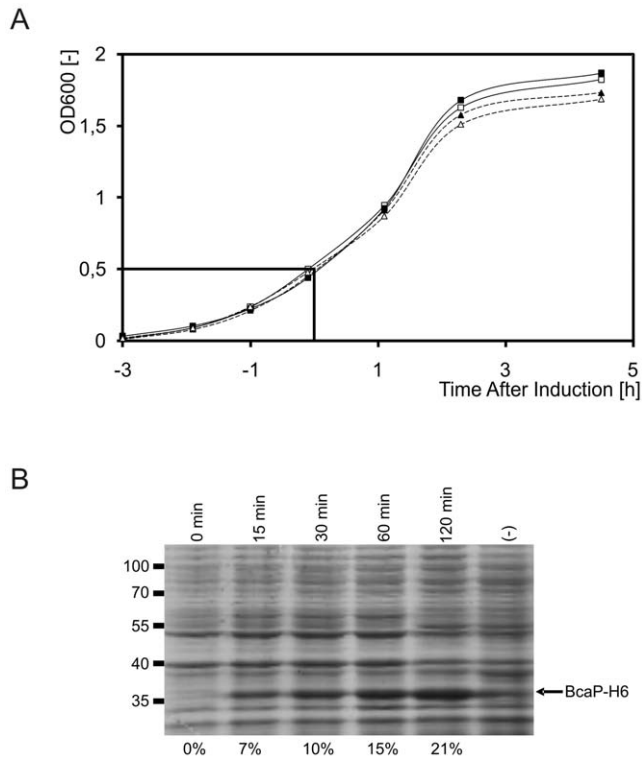 A
OD600 [-]
2
1,5
1
0,5
0
-3
-1
1
3
5
Time After Induction [h]
B
0 min
15 min
30 min
60 min
120 min
(-)
100
70
55
40
35
BcaP-H6
0%
7%
10%
15%
21%